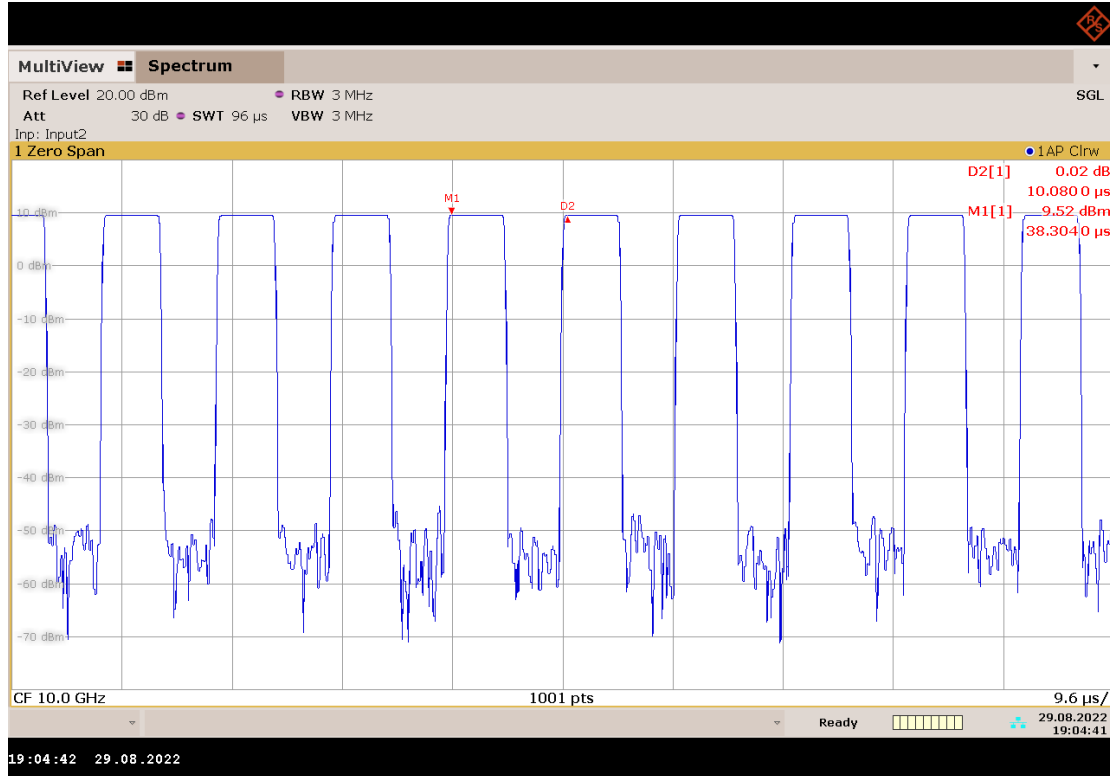 R&S
MultiView Spectrum
Ref Level 20.00 dBm RBW 3 MHz SGL
Att 30 dB SWT 96 µs VBW 3 MHz
Inp: Input2
1 Zero Span 1AP Clrw
D2[1] 0.02 dB
10.0800 µs
M1[1] 9.52 dBm
38.3040 µs
M1
D2
10 dBm
0 dBm
-10 dBm
-20 dBm
-30 dBm
-40 dBm
-50 dBm
-60 dBm
-70 dBm
CF 10.0 GHz 1001 pts 9.6 µs/
Ready 29.08.2022
19:04:41
19:04:42 29.08.2022